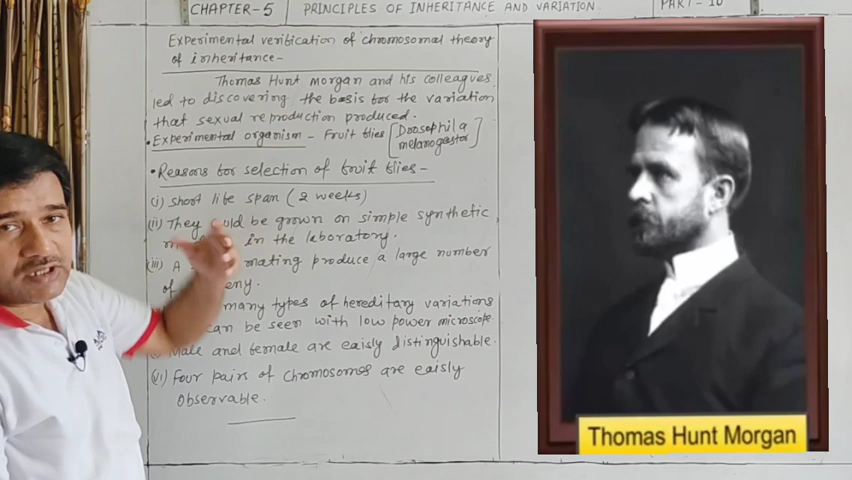 CHAPTER-5 PRINCIPLES OF INHERITANCE AND VARIATION PART-10
Experimental verification of chromosomal theory
of inheritance-
Thomas Hunt Morgan and his colleagues
led to discovering the basis for the variation
that sexual reproduction produced.
• Experimental organism - Fruit flies [Drosophila
melanogaster]
• Reasons for selection of fruit flies-
(i) Short life span (2 weeks)
(ii) They could be grown on simple synthetic
in the laboratory.
(iii) A mating produce a large number
of
many types of hereditary variations
can be seen with low power microscope.
Male and female are eaisly distinguishable.
(vi) Four pairs of chromosomes are eaisly
observable.
Thomas Hunt Morgan